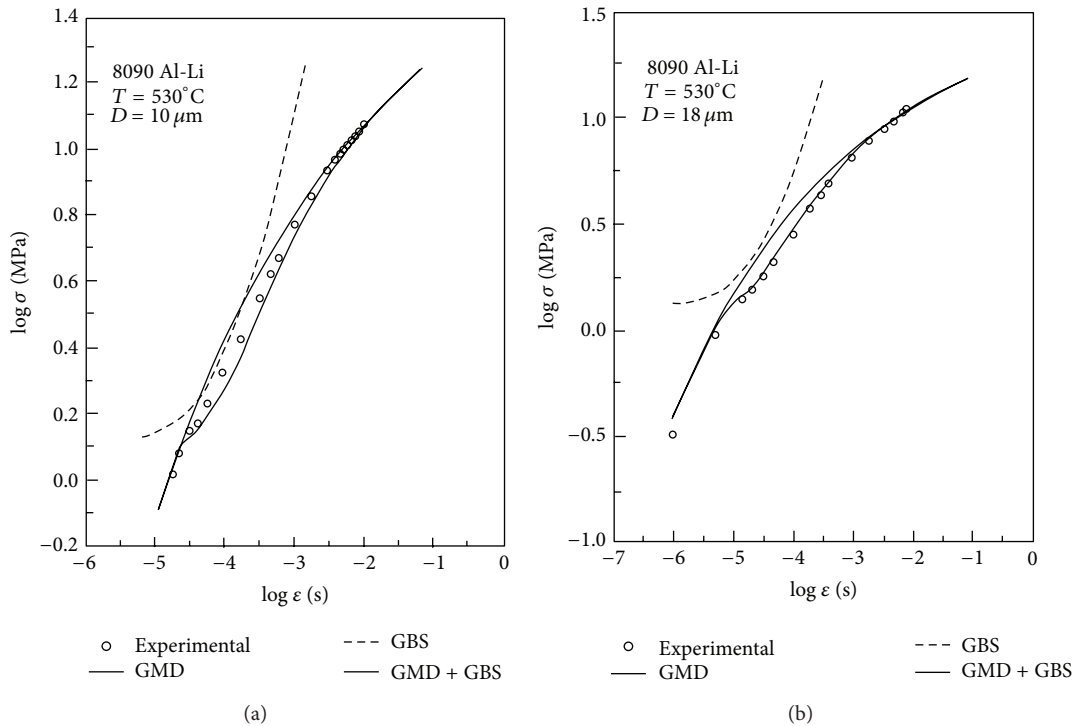 1.4
1.2
1.0
0.8
0.6
0.4
0.2
0.0
−0.2
log σ (MPa)
8090 Al-Li
T = 530°C
D = 10 μm
−6
−5
−4
−3
−2
−1
0
log ε (s)
Experimental
GMD
GBS
GMD + GBS
(a)
1.5
1.0
0.5
0.0
−0.5
−1.0
log σ (MPa)
8090 Al-Li
T = 530°C
D = 18 μm
−7
−6
−5
−4
−3
−2
−1
0
log ε (s)
Experimental
GMD
GBS
GMD + GBS
(b)